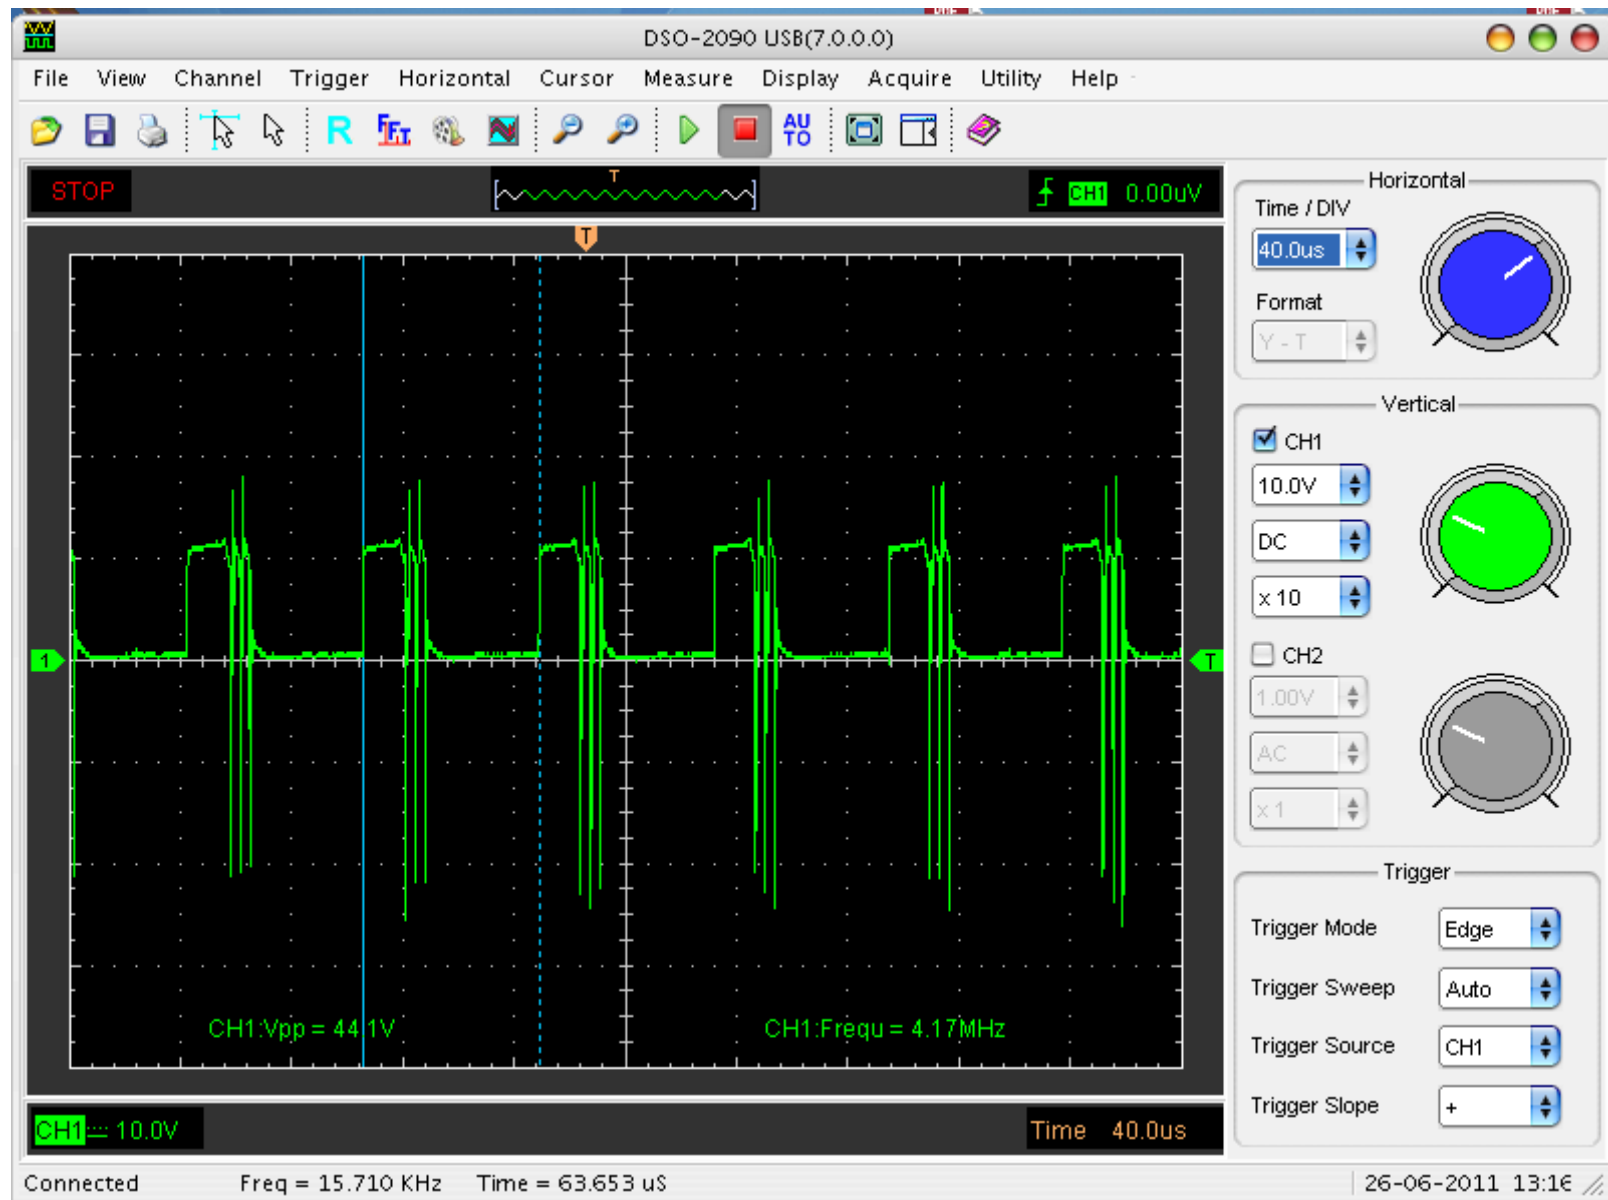 DSO-2090 USB(7.0.0.0)
File View Channel Trigger Horizontal Cursor Measure Display Acquire Utility Help
R FFT AUTO
STOP
T
CH1 0.00uV
T
1
T
CH1:Vpp = 44.1V
CH1:Frequ = 4.17MHz
CH1 10.0V
Time 40.0us
Horizontal
Time / DIV
40.0us
Format
Y - T
Vertical
CH1
10.0V
DC
x 10
CH2
1.00V
AC
x 1
Trigger
Trigger Mode Edge
Trigger Sweep Auto
Trigger Source CH1
Trigger Slope +
Connected Freq = 15.710 KHz Time = 63.653 uS 26-06-2011 13:16